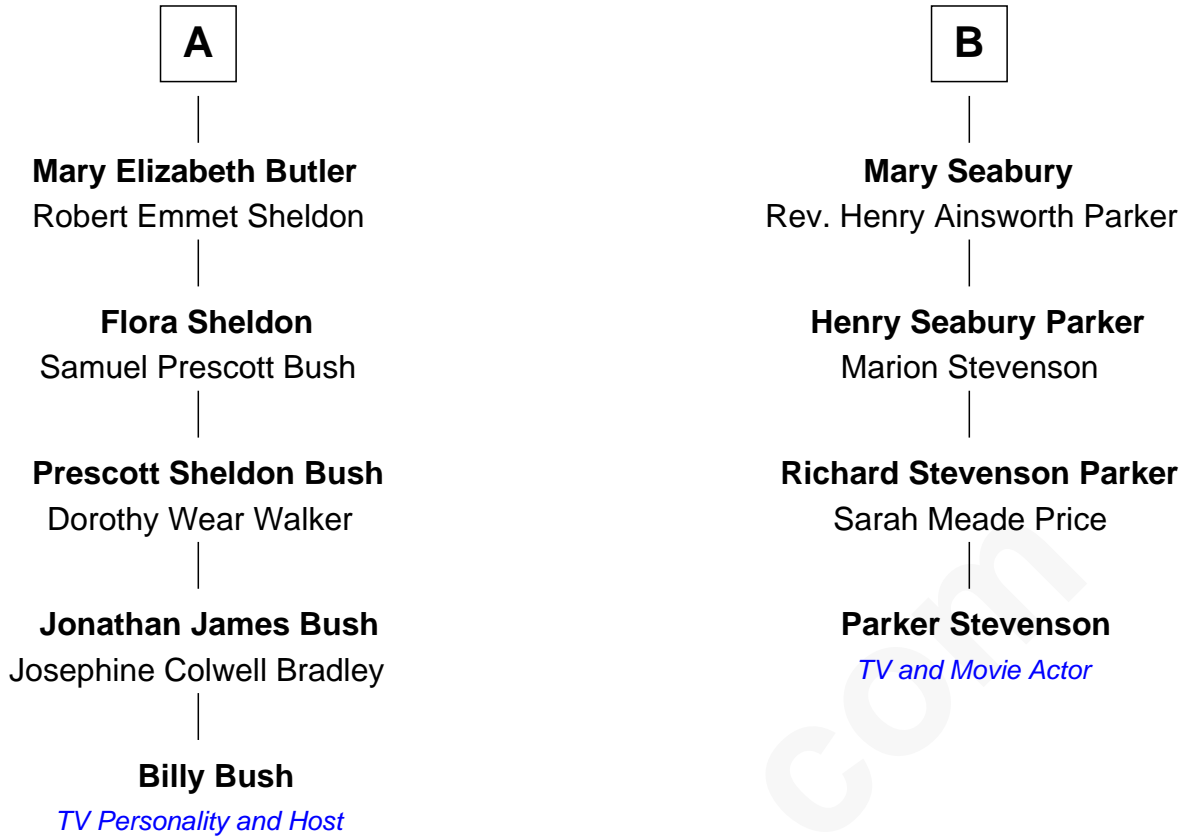 A
Mary Elizabeth Butler
Robert Emmet Sheldon
Flora Sheldon
Samuel Prescott Bush
Prescott Sheldon Bush
Dorothy Wear Walker
Jonathan James Bush
Josephine Colwell Bradley
Billy Bush
TV Personality and Host
B
Mary Seabury
Rev. Henry Ainsworth Parker
Henry Seabury Parker
Marion Stevenson
Richard Stevenson Parker
Sarah Meade Price
Parker Stevenson
TV and Movie Actor
com